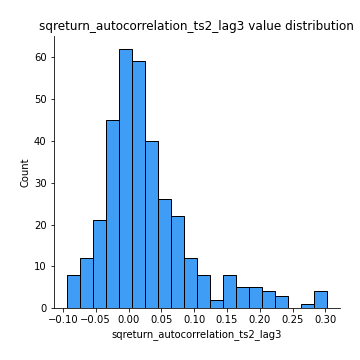 sqreturn_autocorrelation_ts2_lag3 value distribution
60
50
40
30
20
10
0
Count
−0.10 −0.05 0.00 0.05 0.10 0.15 0.20 0.25 0.30
sqreturn_autocorrelation_ts2_lag3